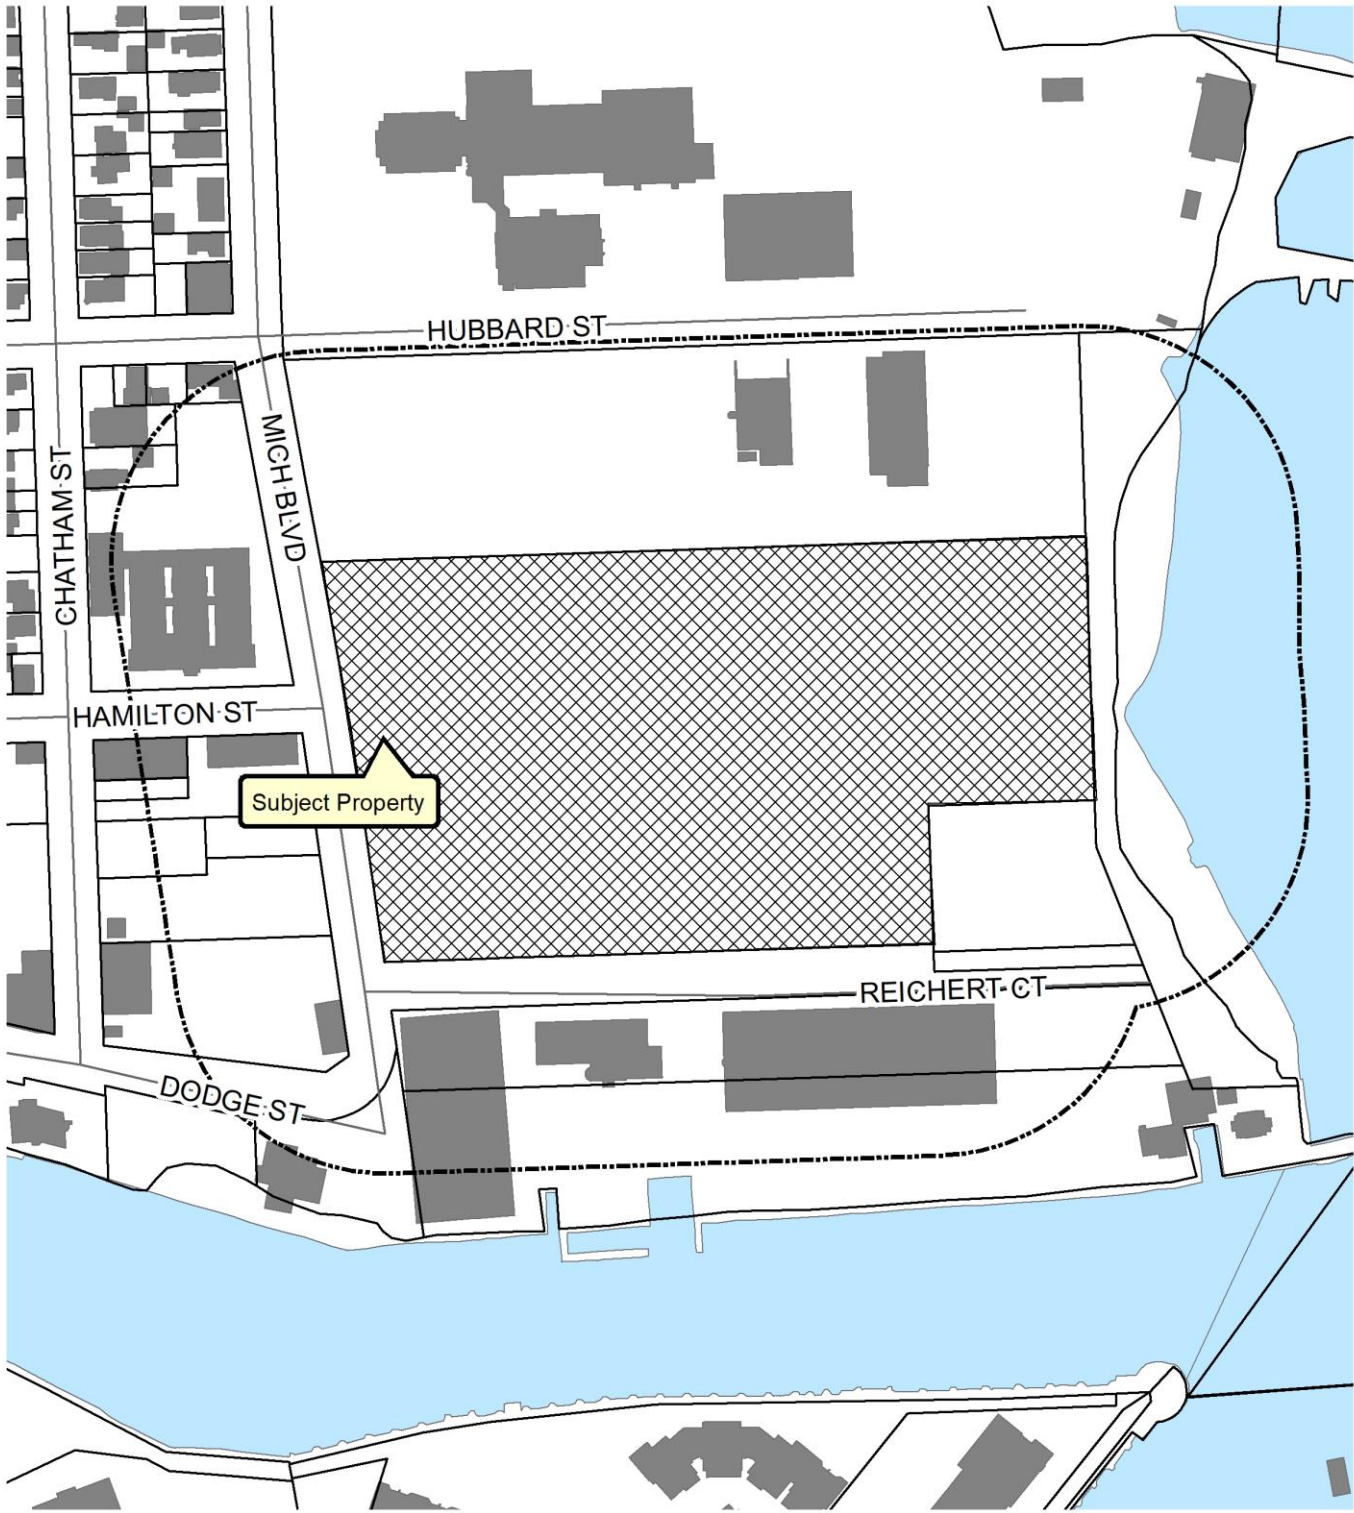 HUBBARD ST
MICH BLVD
CHATHAM ST
HAMILTON ST
Subject Property
REICHERT CT
DODGE ST